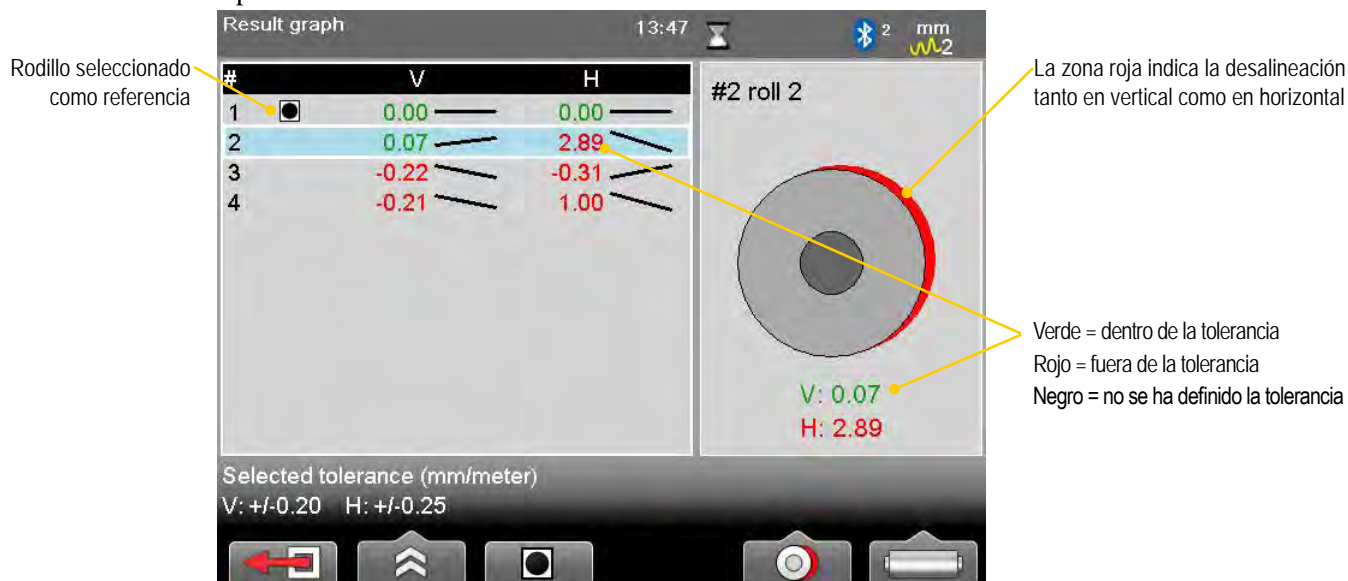 Result graph 13:47 2 mm
2
Rodillo seleccionado
como referencia
# V H
1 0.00 0.00
2 0.07 2.89
3 -0.22 -0.31
4 -0.21 1.00
#2 roll 2
V: 0.07
H: 2.89
La zona roja indica la desalineación
tanto en vertical como en horizontal
Verde = dentro de la tolerancia
Rojo = fuera de la tolerancia
Negro = no se ha definido la tolerancia
Selected tolerance (mm/meter)
V: +/-0.20 H: +/-0.25